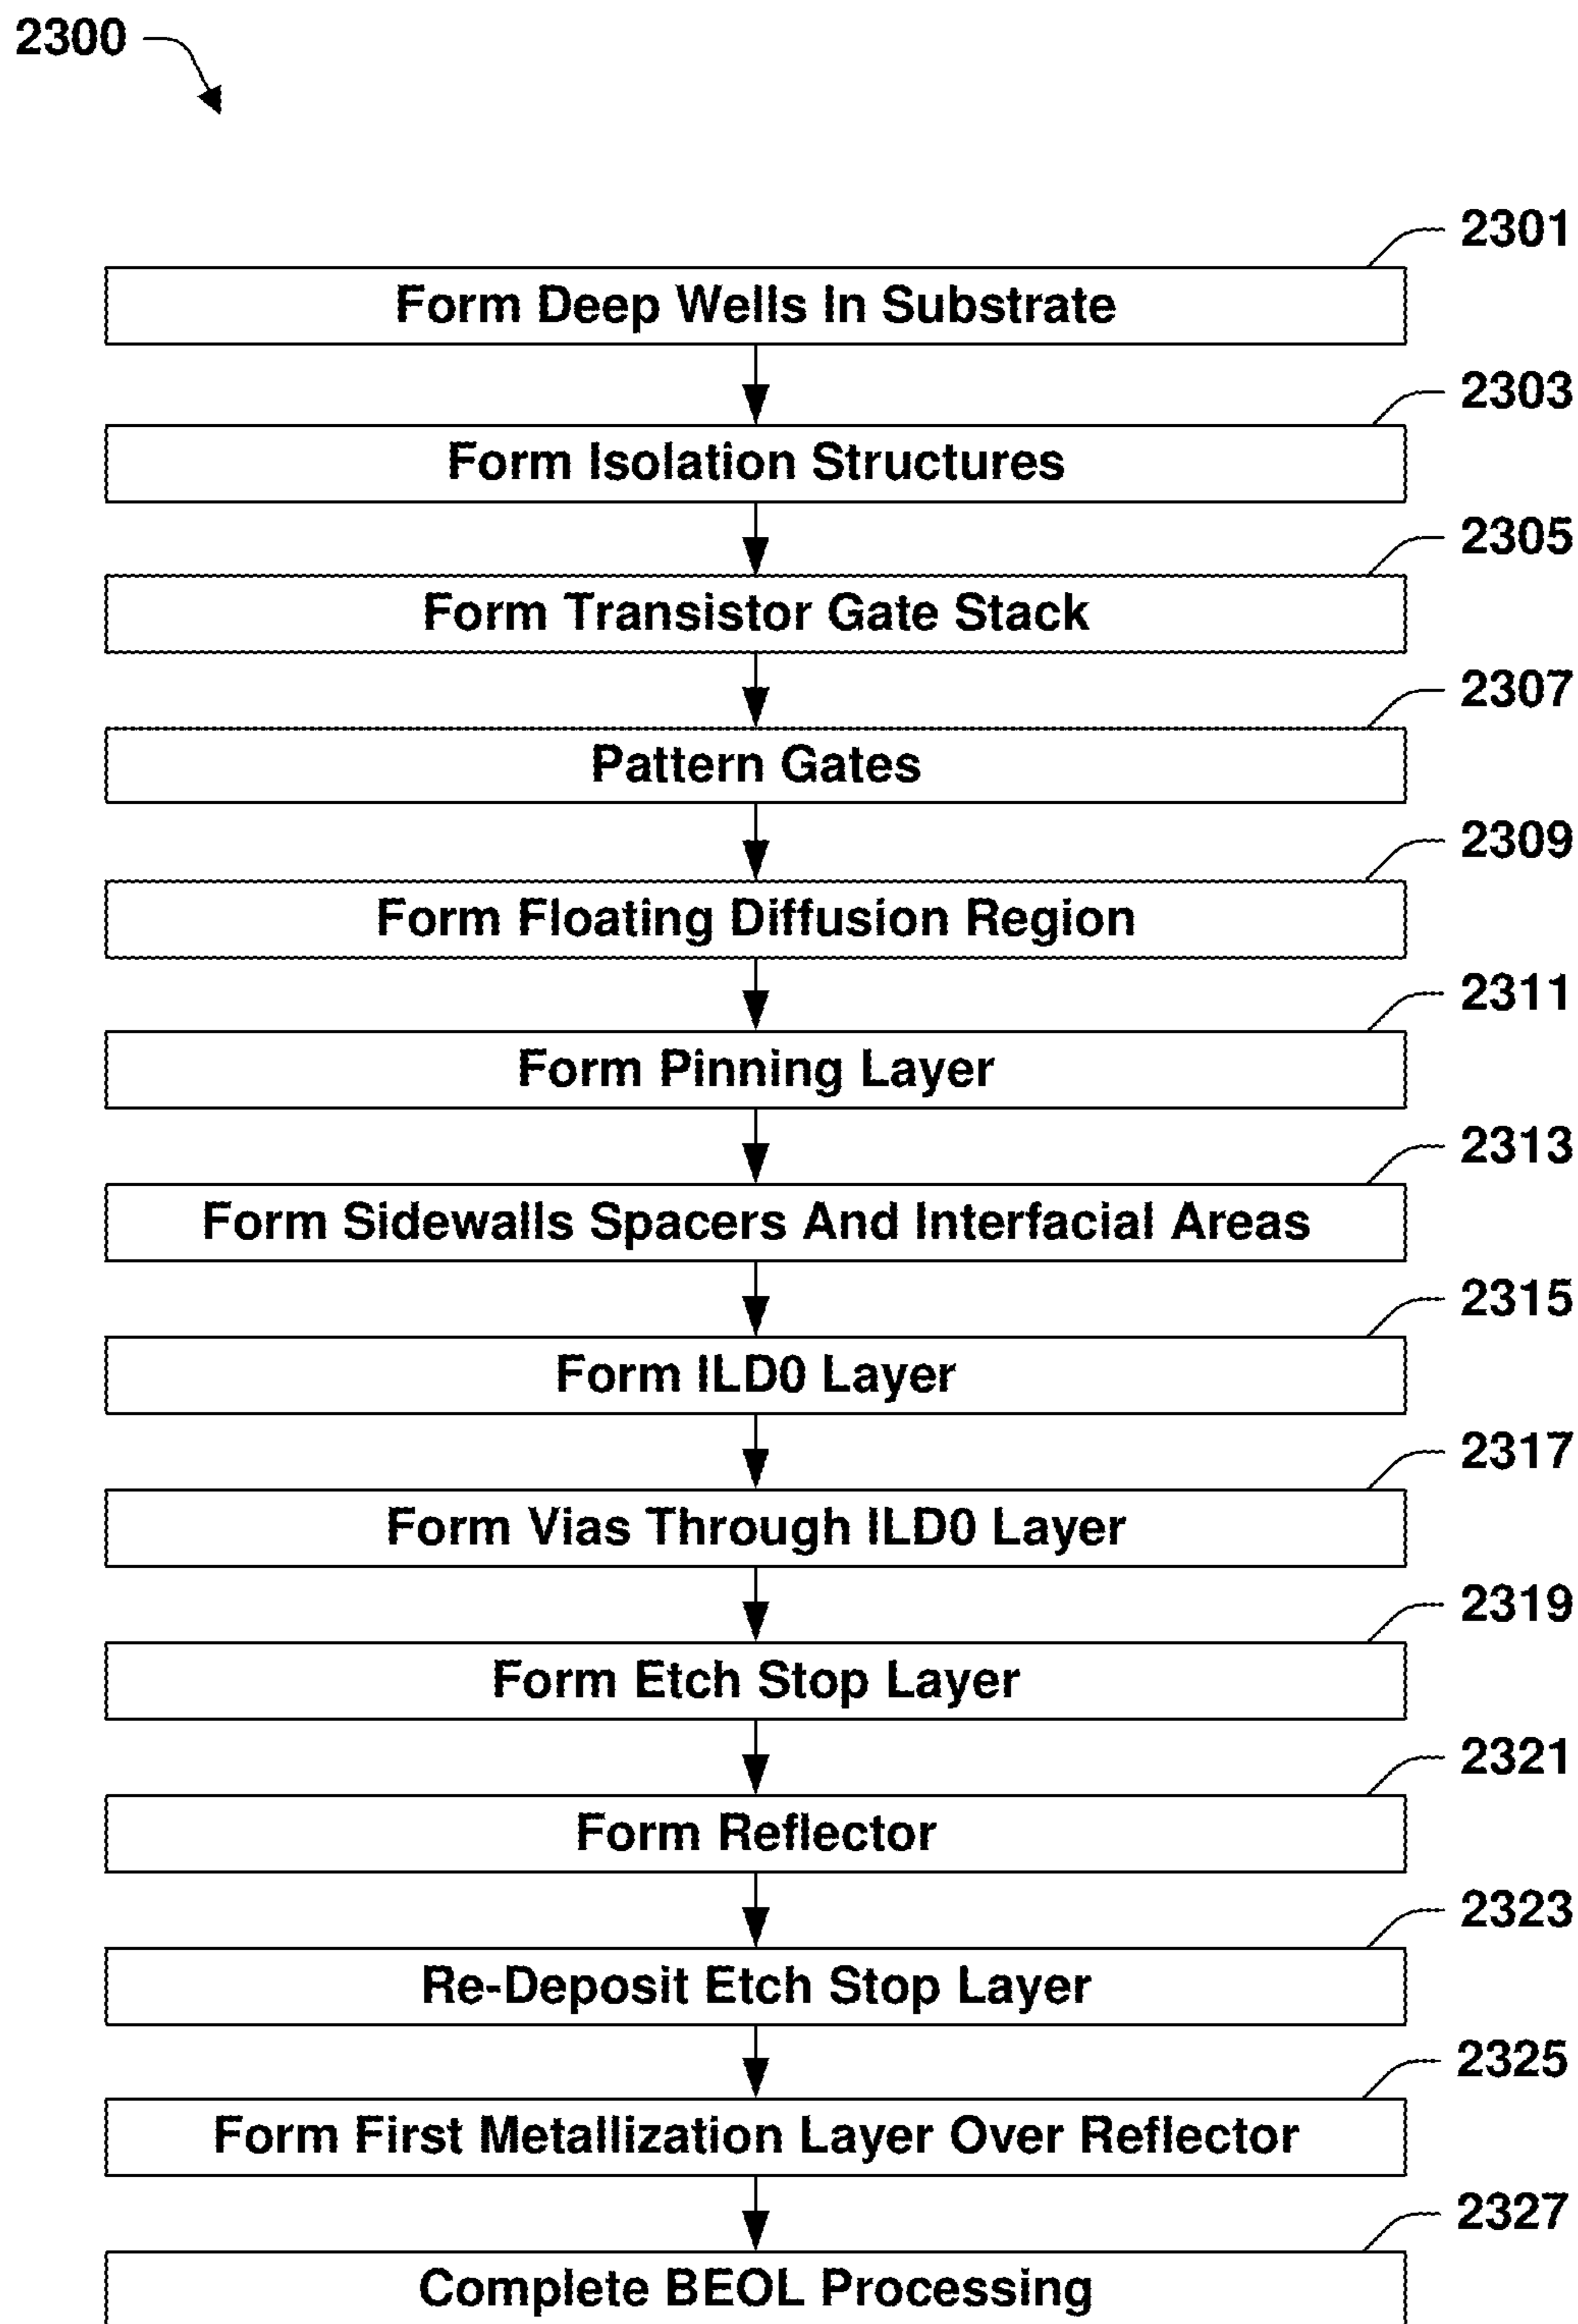 2300
2301
Form Deep Wells In Substrate
2303
Form Isolation Structures
2305
Form Transistor Gate Stack
2307
Pattern Gates
2309
Form Floating Diffusion Region
2311
Form Pinning Layer
2313
Form Sidewalls Spacers And Interfacial Areas
2315
Form ILD0 Layer
2317
Form Vias Through ILD0 Layer
2319
Form Etch Stop Layer
2321
Form Reflector
2323
Re-Deposit Etch Stop Layer
2325
Form First Metallization Layer Over Reflector
2327
Complete BEOL Processing